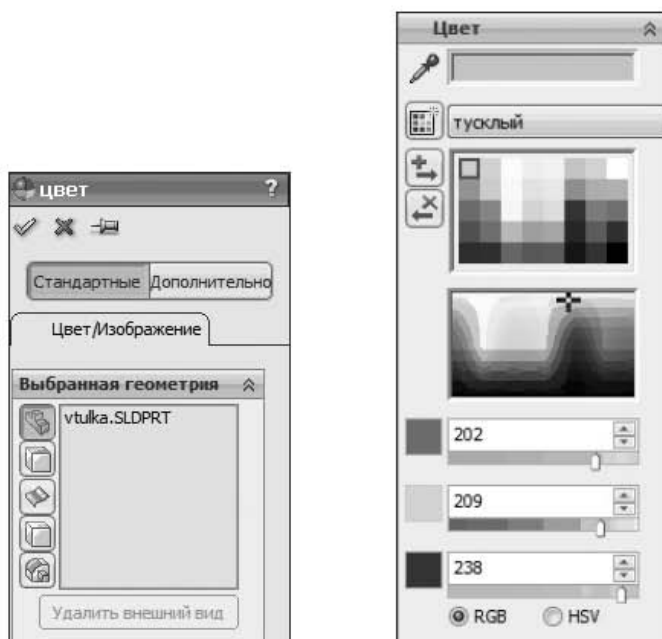 цвет ?
Стандартные Дополнительно
Цвет/Изображение
Выбранная геометрия
vtulka.SLDPRT
Удалить внешний вид
Цвет
тусклый
202
209
238
RGB HSV